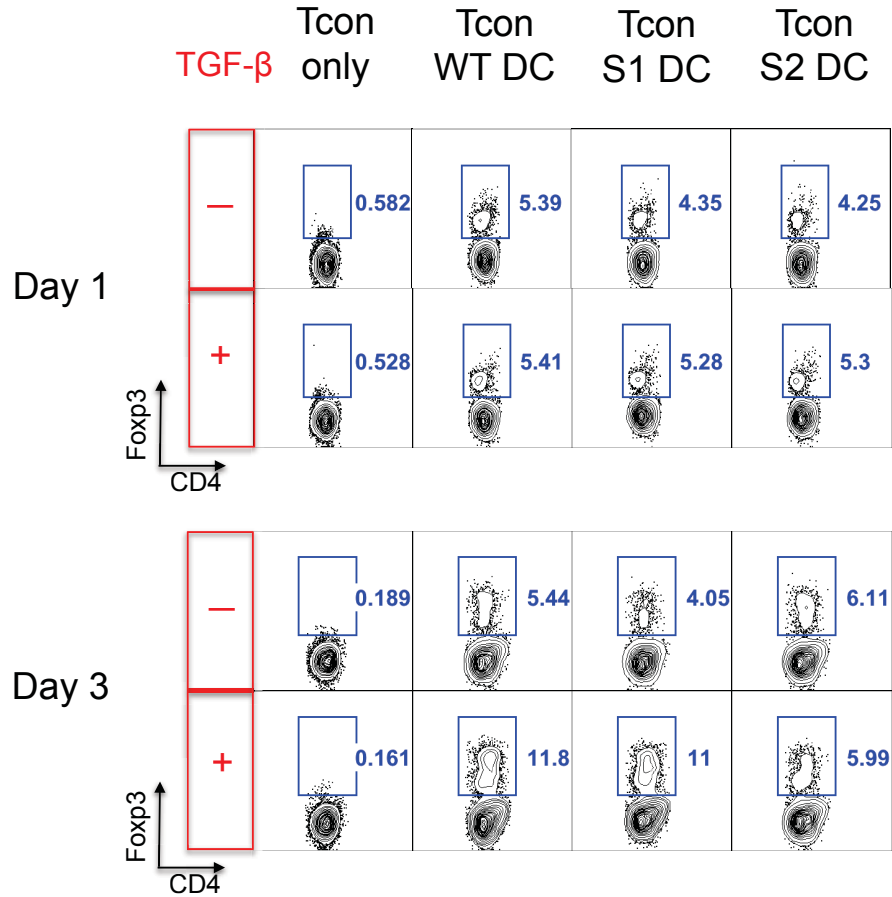 TGF-β
Tcon only
Tcon WT DC
Tcon S1 DC
Tcon S2 DC
Day 1
–
0.582
5.39
4.35
4.25
+
0.528
5.41
5.28
5.3
Foxp3
CD4
Day 3
–
0.189
5.44
4.05
6.11
+
0.161
11.8
11
5.99
Foxp3
CD4